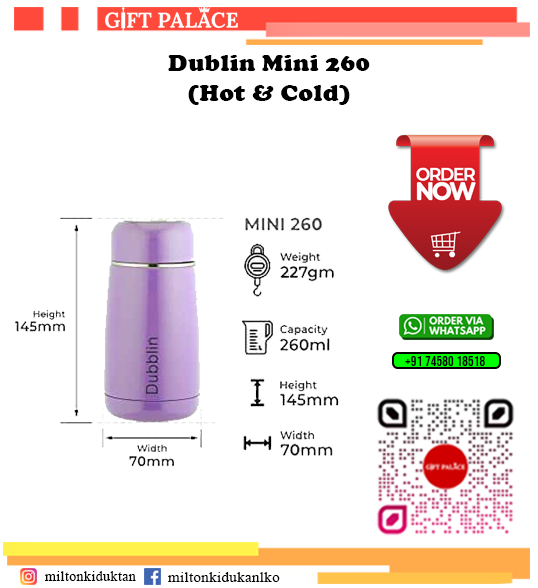 GIFT PALACE
Dublin Mini 260
(Hot & Cold)
ORDER
NOW
MINI 260
Weight
227gm
Height
145mm
Dubblin
Capacity
260ml
ORDER VIA
WHATSAPP
+91 74580 18518
Height
145mm
Width
70mm
Width
70mm
GIFT PALACE
miltonkiduktan
miltonkidukanlko